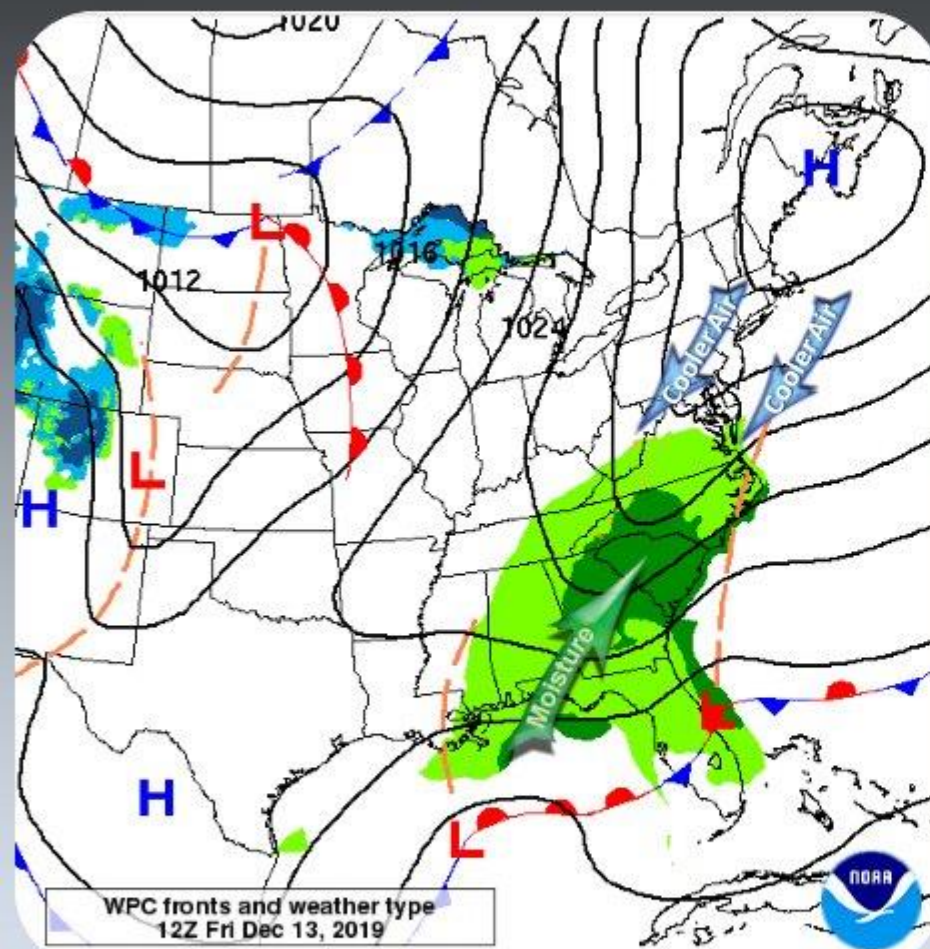 1020
H
L
1016
1012
1024
Cooler Air
Cooler Air
L
H
Moisture
L
H
L
WPC fronts and weather type
12Z Fri Dec 13, 2019
NOAA